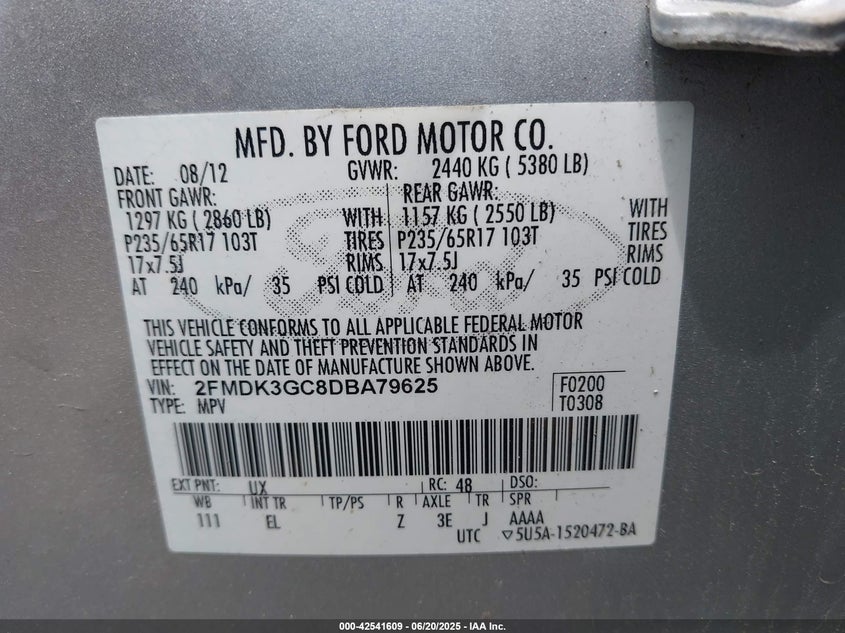 MFD. BY FORD MOTOR CO.
DATE: 08/12 GVWR: 2440 KG ( 5380 LB)
FRONT GAWR: REAR GAWR:
1297 KG ( 2860 LB) WITH 1157 KG ( 2550 LB) WITH
P235/65R17 103T TIRES P235/65R17 103T TIRES
17x7.5J RIMS 17x7.5J RIMS
AT 240 kPa/ 35 PSI COLD AT 240 kPa/ 35 PSI COLD
Ford
THIS VEHICLE CONFORMS TO ALL APPLICABLE FEDERAL MOTOR
VEHICLE SAFETY AND THEFT PREVENTION STANDARDS IN
EFFECT ON THE DATE OF MANUFACTURE SHOWN ABOVE.
VIN: 2FMDK3GC8DBA79625 F0200
TYPE: MPV T0308
EXT PNT: UX RC: 48 DSO:
WB INT TR TP/PS R AXLE TR SPR
111 EL Z 3E J AAAA
UTC ▽5U5A-1520472-BA
000-42541609 - 06/20/2025 - IAA Inc.